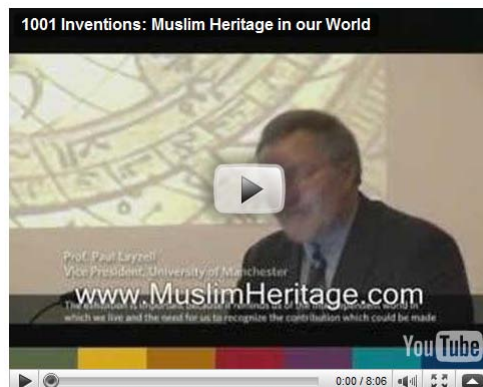 1001 Inventions: Muslim Heritage in our World
Prof. Paul Layzell
Vice President, University of Manchester
www.MuslimHeritage.com
which we live and the need for us to recognize the contribution which could be made
You Tube
0:00 / 8:06